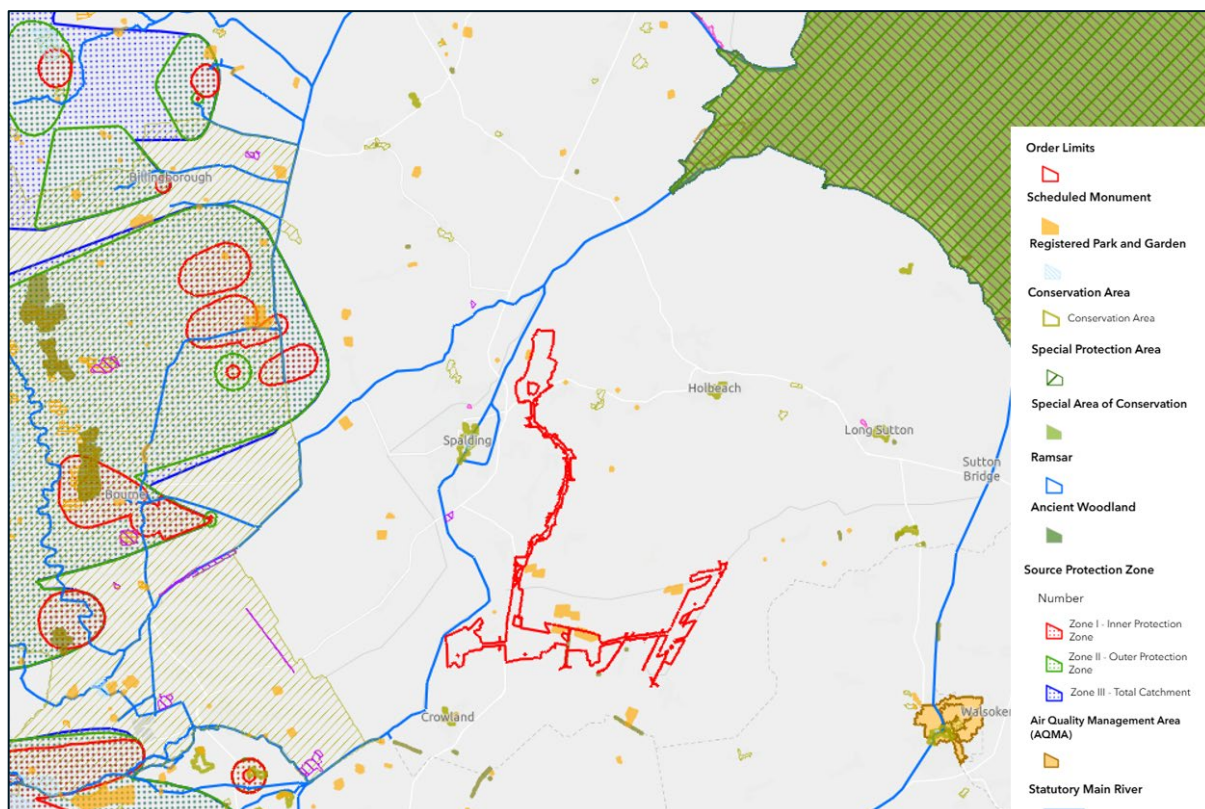 Billingborough
Bourne
Spalding
Holbeach
Long Sutton
Sutton
Bridge
Crowland
Walsoken
Order Limits
Scheduled Monument
Registered Park and Garden
Conservation Area
Conservation Area
Special Protection Area
Special Area of Conservation
Ramsar
Ancient Woodland
Source Protection Zone
Number
Zone I - Inner Protection
Zone
Zone II - Outer Protection
Zone
Zone III - Total Catchment
Air Quality Management Area
(AQMA)
Statutory Main River